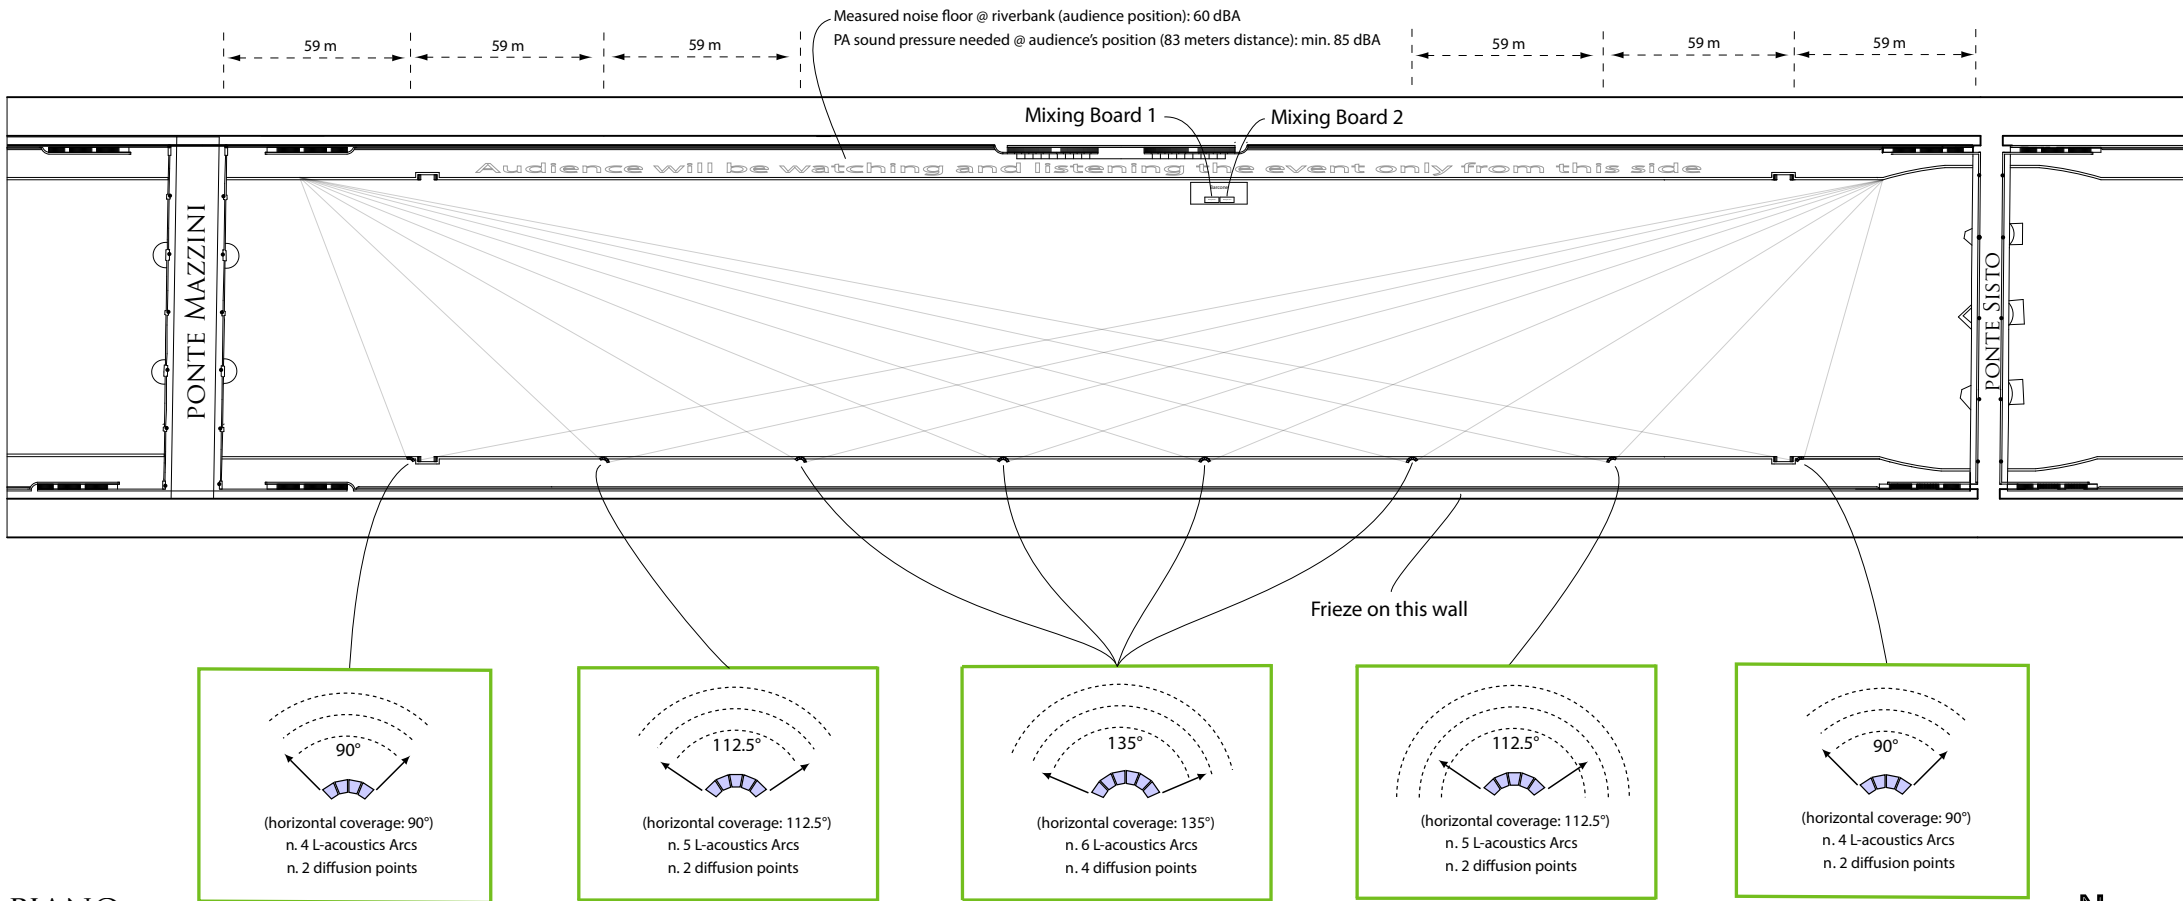 Measured noise floor @ riverbank (audience position): 60 dBA
PA sound pressure needed @ audience's position (83 meters distance): min. 85 dBA
59 m
59 m
59 m
59 m
59 m
59 m
Mixing Board 1
Mixing Board 2
Audience will be watching and listening the event only from this side
PONTE MAZZINI
PONTE SISTO
Frieze on this wall
90°
(horizontal coverage: 90°)
n. 4 L-acoustics Arcs
n. 2 diffusion points
112.5°
(horizontal coverage: 112.5°)
n. 5 L-acoustics Arcs
n. 2 diffusion points
135°
(horizontal coverage: 135°)
n. 6 L-acoustics Arcs
n. 4 diffusion points
112.5°
(horizontal coverage: 112.5°)
n. 5 L-acoustics Arcs
n. 2 diffusion points
90°
(horizontal coverage: 90°)
n. 4 L-acoustics Arcs
n. 2 diffusion points